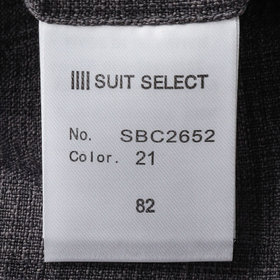 SUIT SELECT
No. SBC2652
Color. 21
82